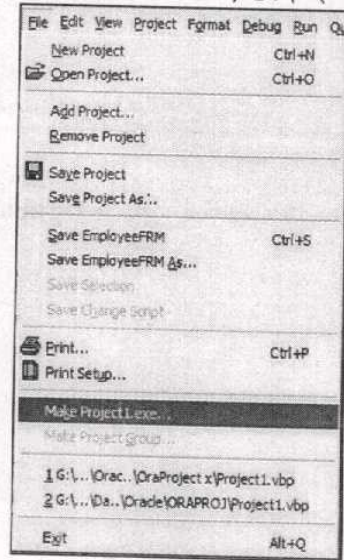 File Edit View Project Format Debug Run Qu
New Project Ctrl+N
Open Project... Ctrl+O
Add Project...
Remove Project
Save Project
Save Project As...
Save EmployeeFRM Ctrl+S
Save EmployeeFRM As...
Save Selection
Save Change Script
Print... Ctrl+P
Print Setup...
Make Project1.exe...
Make Project Group...
1 G:\...\Orac..\OraProject x\Project1.vbp
2 G:\...\Da..\Oracle\ORAPROJ\Project1.vbp
Exit Alt+Q